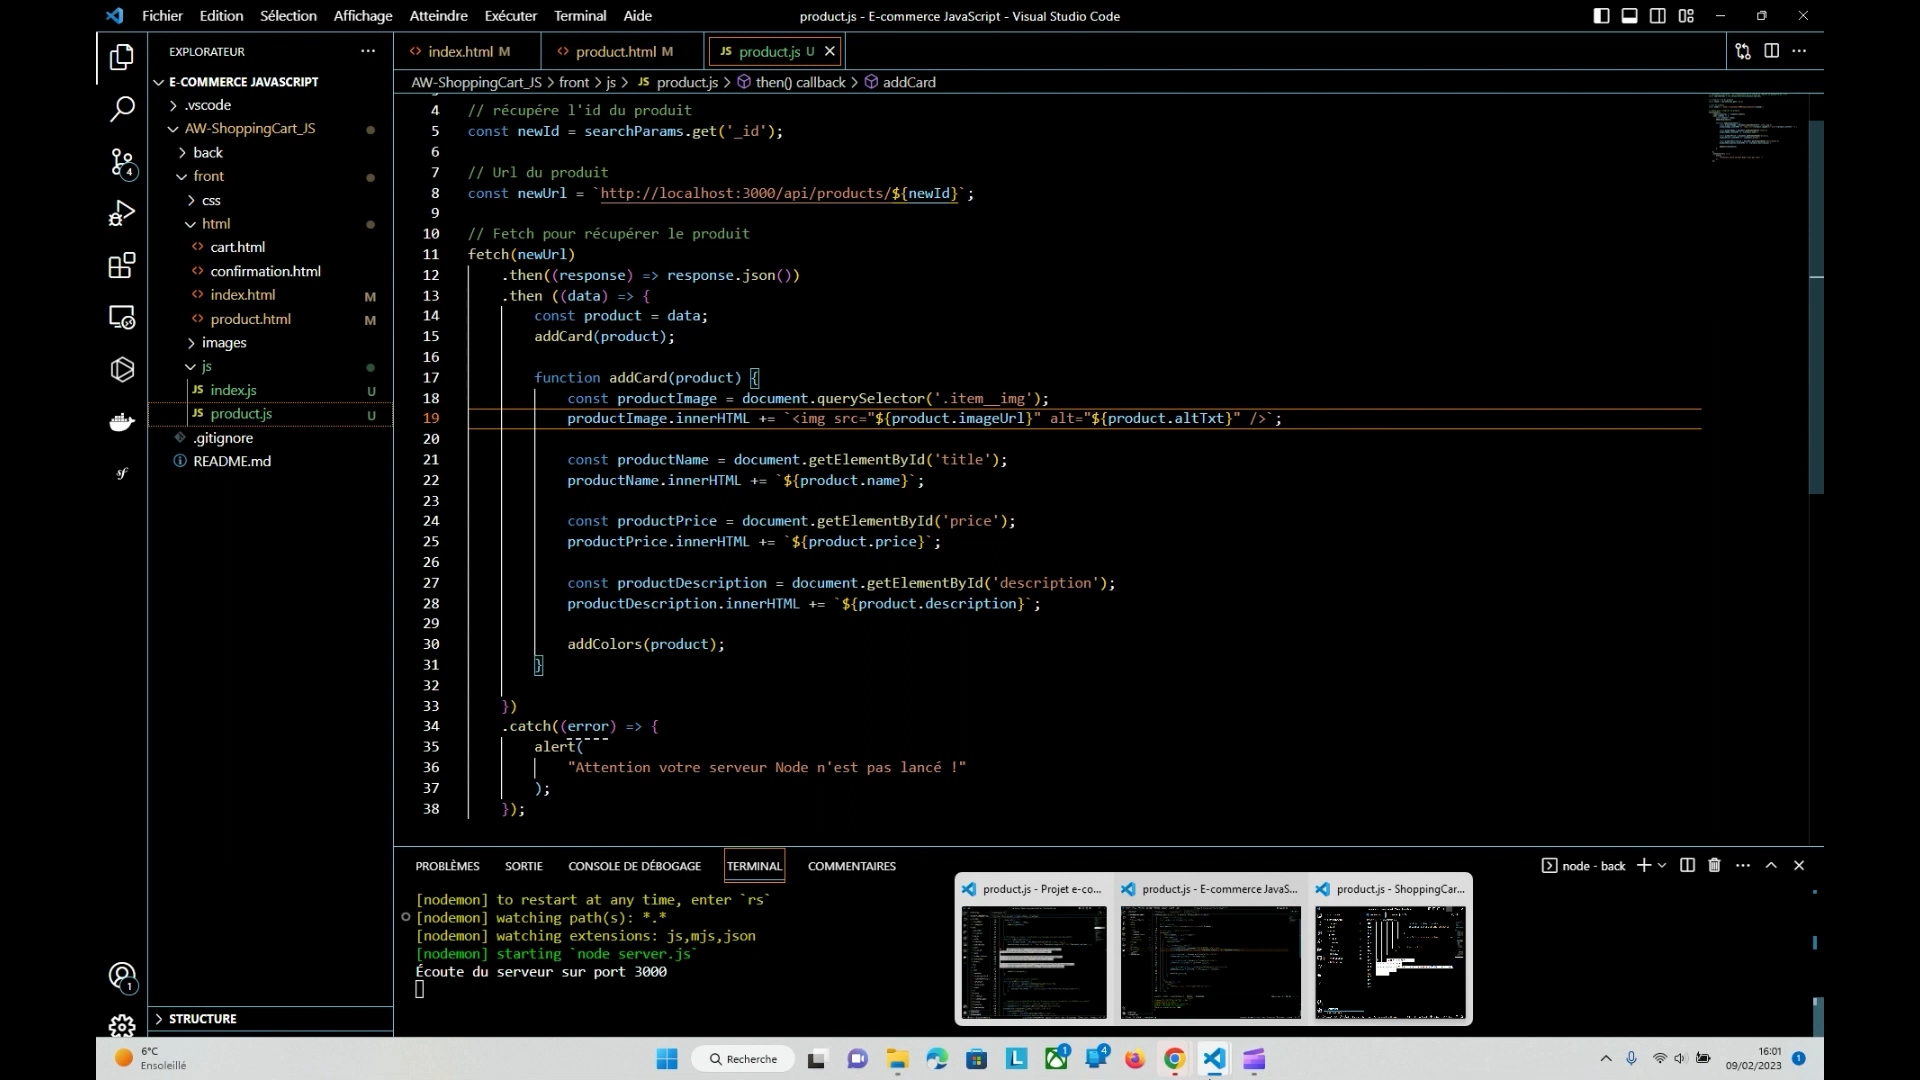 Fichier Edition Sélection Affichage Atteindre Exécuter Terminal Aide
product.js - E-commerce JavaScript - Visual Studio Code
EXPLORATEUR
index.html M product.html M JS product.js U
E-COMMERCE JAVASCRIPT
AW-ShoppingCart_JS > front > js > JS product.js > then() callback > addCard
.vscode
AW-ShoppingCart_JS
back
front
css
html
cart.html
confirmation.html
index.html M
product.html M
images
js
JS index.js U
JS product.js U
.gitignore
README.md
4 // récupére l'id du produit
5 const newId = searchParams.get('_id');
6
7 // Url du produit
8 const newUrl = `http://localhost:3000/api/products/${newId}`;
9
10 // Fetch pour récupérer le produit
11 fetch(newUrl)
12 .then((response) => response.json())
13 .then ((data) => {
14 const product = data;
15 addCard(product);
16
17 function addCard(product) {
18 const productImage = document.querySelector('.item__img');
19 productImage.innerHTML += `<img src="${product.imageUrl}" alt="${product.altTxt}" />`;
20
21 const productName = document.getElementById('title');
22 productName.innerHTML += `${product.name}`;
23
24 const productPrice = document.getElementById('price');
25 productPrice.innerHTML += `${product.price}`;
26
27 const productDescription = document.getElementById('description');
28 productDescription.innerHTML += `${product.description}`;
29
30 addColors(product);
31 }
32
33 })
34 .catch((error) => {
35 alert(
36 "Attention votre serveur Node n'est pas lancé !"
37 );
38 });
4
1
PROBLÈMES SORTIE CONSOLE DE DÉBOGAGE TERMINAL COMMENTAIRES
node - back
[nodemon] to restart at any time, enter `rs`
[nodemon] watching path(s): *.*
[nodemon] watching extensions: js,mjs,json
[nodemon] starting `node server.js`
Écoute du serveur sur port 3000
product.js - Projet e-co...
product.js - E-commerce JavaS...
product.js - ShoppingCar...
STRUCTURE
6°C
Ensoleillé
Recherche
1
4
16:01
09/02/2023
1